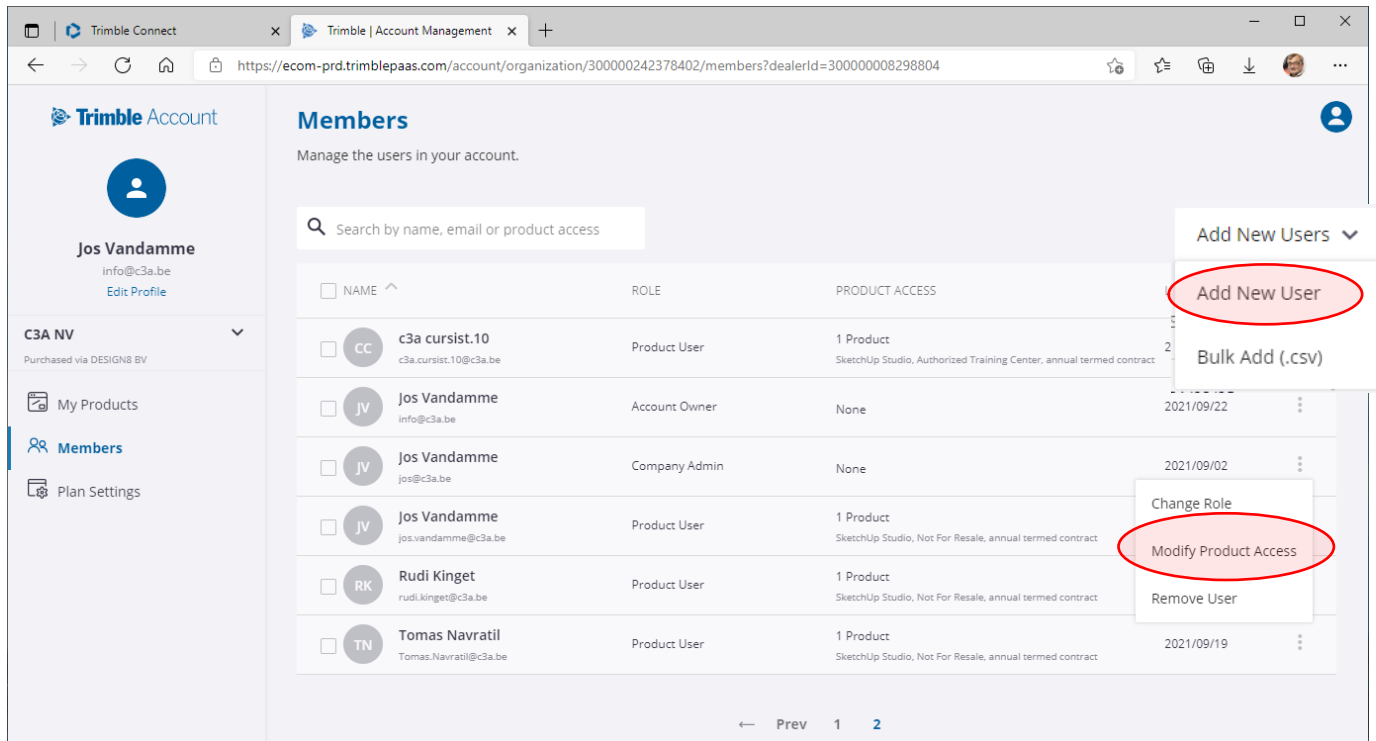 Trimble Connect
Trimble | Account Management
https://ecom-prd.trimblepaas.com/account/organization/300000242378402/members?dealerId=300000008298804
Trimble Account
Jos Vandamme
info@c3a.be
Edit Profile
C3A NV
Purchased via DESIGN8 BV
My Products
Members
Plan Settings
Members
Manage the users in your account.
Search by name, email or product access
Add New Users
Add New User
Bulk Add (.csv)
NAME ROLE PRODUCT ACCESS
CC c3a cursist.10 Product User 1 Product
c3a.cursist.10@c3a.be SketchUp Studio, Authorized Training Center, annual termed contract
JV Jos Vandamme Account Owner None 2021/09/22
info@c3a.be
JV Jos Vandamme Company Admin None 2021/09/02
jos@c3a.be
Change Role
Modify Product Access
Remove User
JV Jos Vandamme Product User 1 Product
jos.vandamme@c3a.be SketchUp Studio, Not For Resale, annual termed contract
RK Rudi Kinget Product User 1 Product
rudi.kinget@c3a.be SketchUp Studio, Not For Resale, annual termed contract
TN Tomas Navratil Product User 1 Product 2021/09/19
Tomas.Navratil@c3a.be SketchUp Studio, Not For Resale, annual termed contract
← Prev 1 2